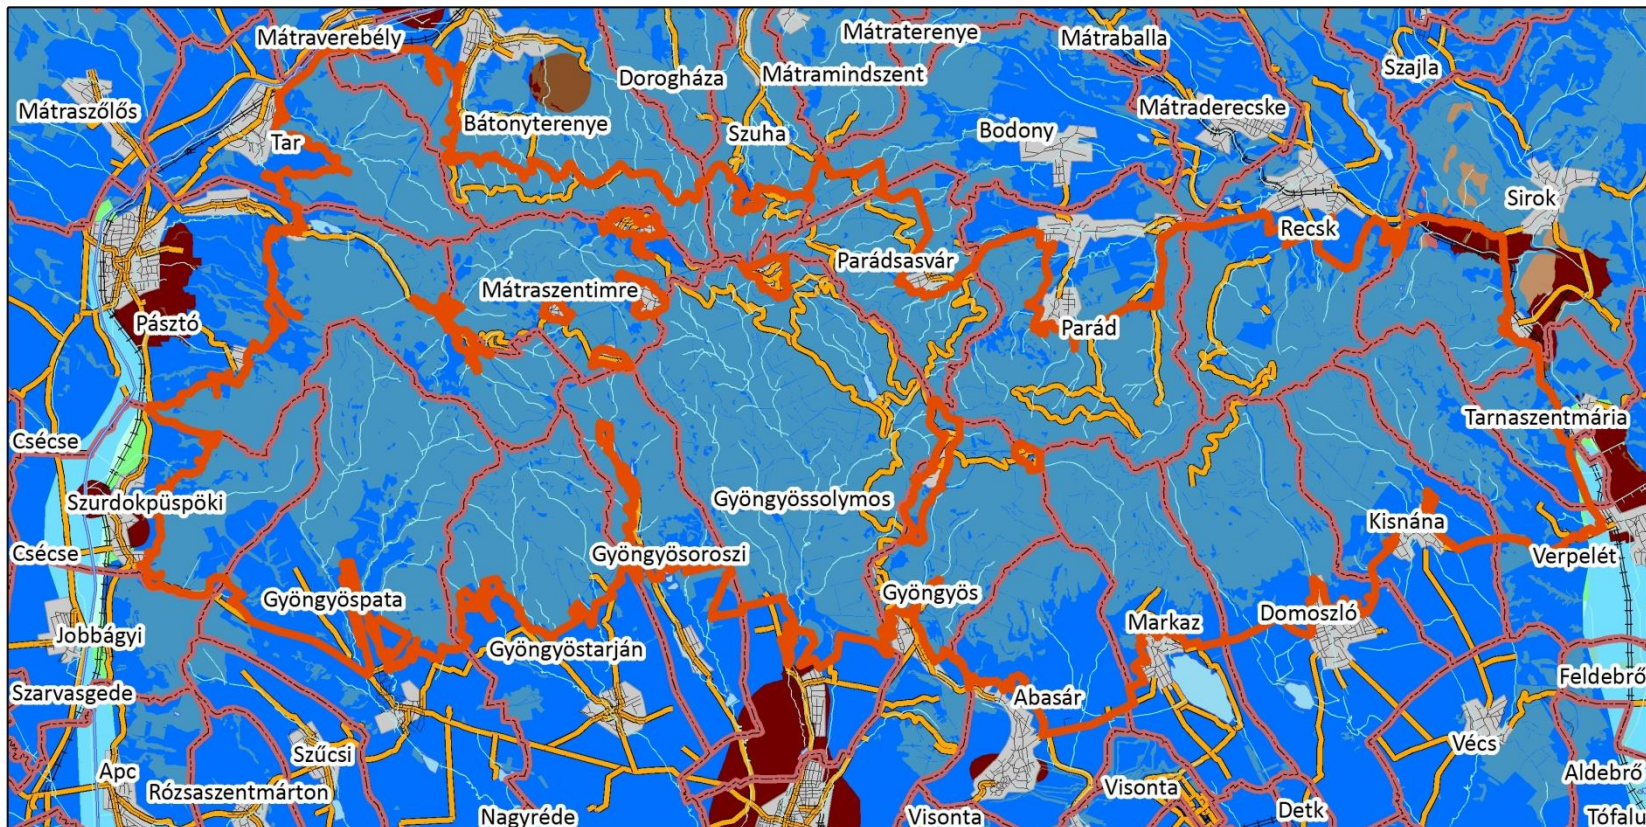 Mátraverebély
Mátraterenye
Mátraballa
Szajla
Dorogháza
Mátramindszent
Mátraszőlős
Mátraderecske
Bátonyterenye
Szuha
Bodony
Tar
Sirok
Recsk
Parádsasvár
Mátraszentimre
Pásztó
Parád
Tarnaszentmária
Csécse
Szurdokpüspöki
Gyöngyössolymos
Kisnána
Csécse
Gyöngyösoroszi
Verpelét
Gyöngyöspata
Gyöngyös
Domoszló
Jobbágyi
Gyöngyöstarján
Markaz
Feldebrő
Szarvasgede
Abasár
Szűcsi
Vécs
Apc
Rózsaszentmárton
Visonta
Aldebrő
Nagyréde
Visonta
Detk
Tófalu